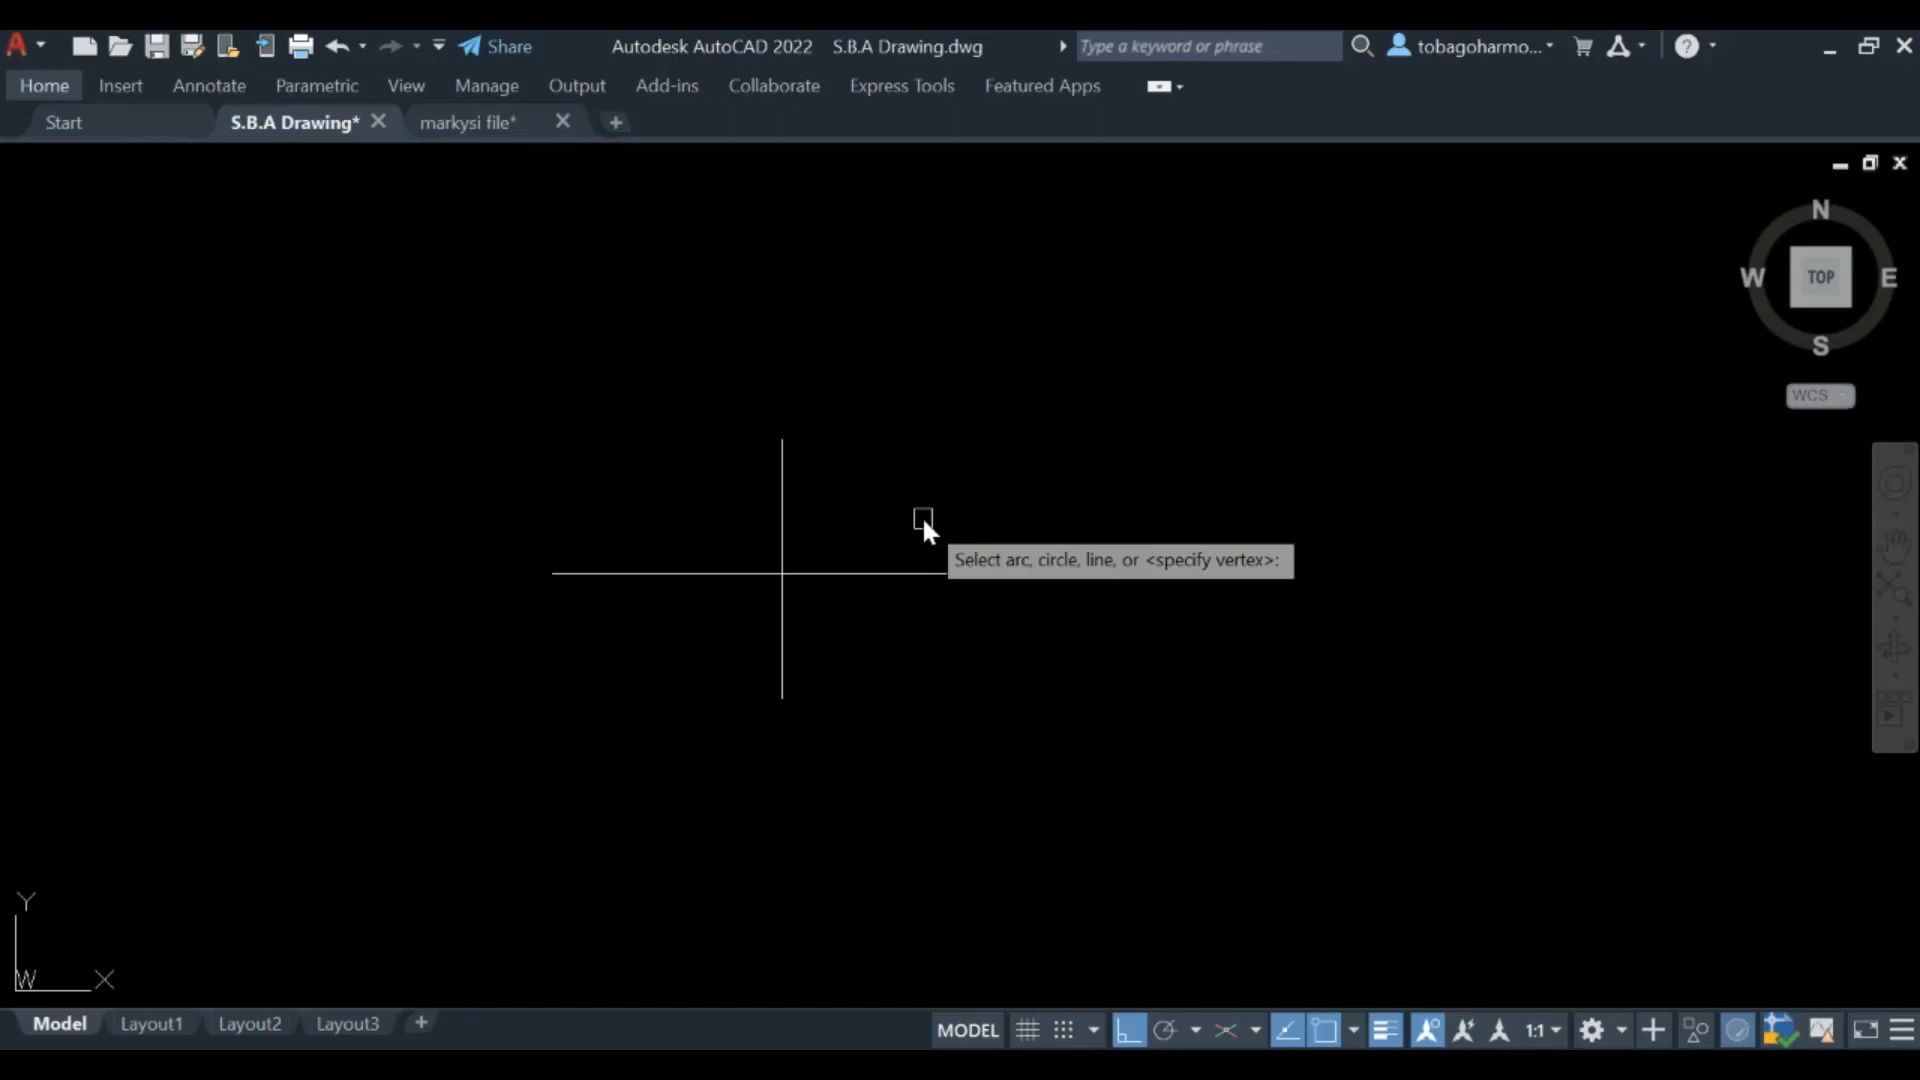 Share
Autodesk AutoCAD 2022 S.B.A Drawing.dwg
Type a keyword or phrase
tobagoharmo...
Home Insert Annotate Parametric View Manage Output Add-ins Collaborate Express Tools Featured Apps
Start S.B.A Drawing* markysi file*
N
W TOP E
S
WCS
Select arc, circle, line, or <specify vertex>:
Y
W X
Model Layout1 Layout2 Layout3
MODEL 1:1